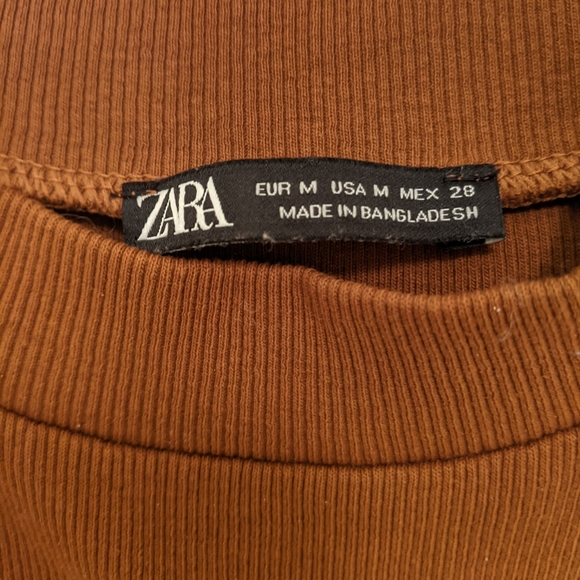 ZARA
EUR M USA M MEX 28
MADE IN BANGLADESH